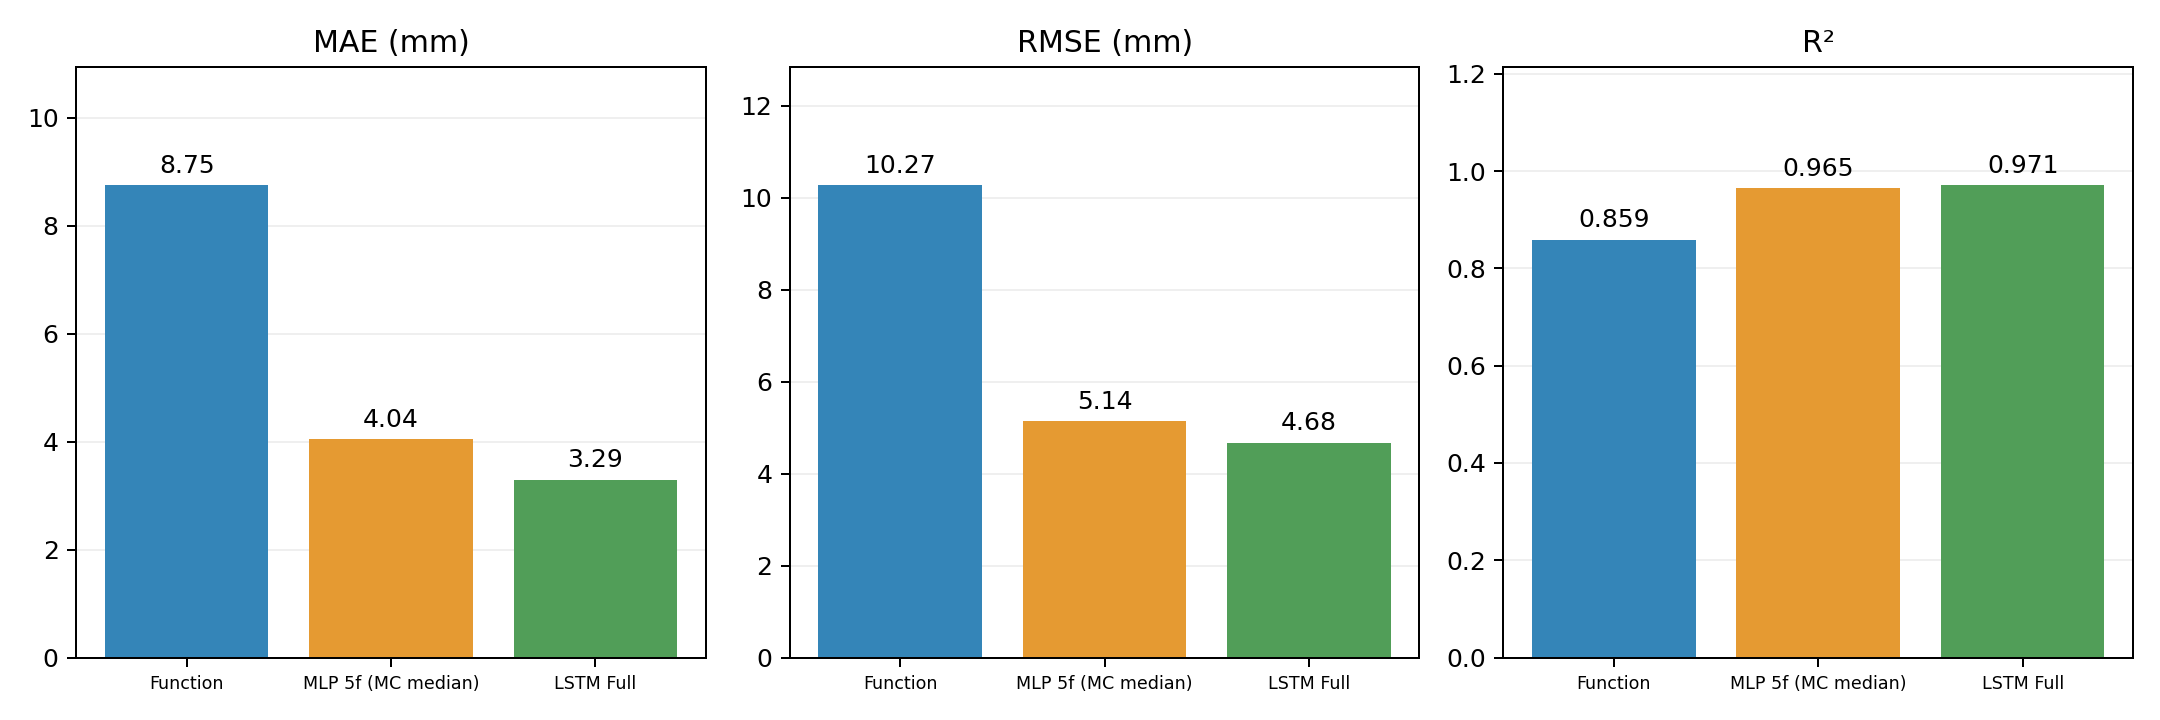 MAE (mm)
10
8
6
4
2
0
8.75
4.04
3.29
Function
MLP 5f (MC median)
LSTM Full
RMSE (mm)
12
10
8
6
4
2
0
10.27
5.14
4.68
Function
MLP 5f (MC median)
LSTM Full
R²
1.2
1.0
0.8
0.6
0.4
0.2
0.0
0.859
0.965
0.971
Function
MLP 5f (MC median)
LSTM Full